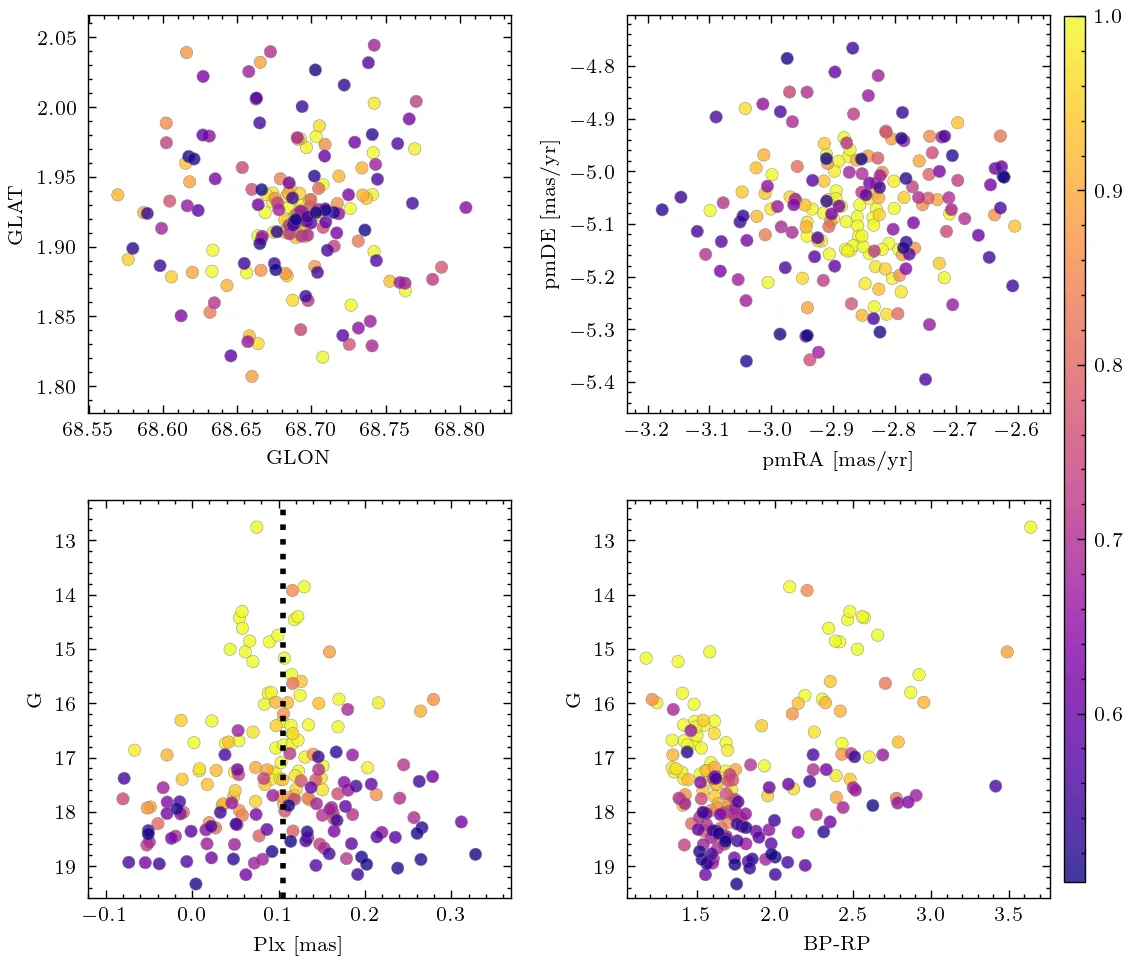 2.05
2.00
1.95
1.90
1.85
1.80
GLAT
68.55 68.60 68.65 68.70 68.75 68.80
GLON
−4.8
−4.9
−5.0
−5.1
−5.2
−5.3
−5.4
pmDE [mas/yr]
−3.2 −3.1 −3.0 −2.9 −2.8 −2.7 −2.6
pmRA [mas/yr]
13
14
15
16
17
18
19
G
−0.1 0.0 0.1 0.2 0.3
Plx [mas]
13
14
15
16
17
18
19
G
1.5 2.0 2.5 3.0 3.5
BP-RP
1.0
0.9
0.8
0.7
0.6